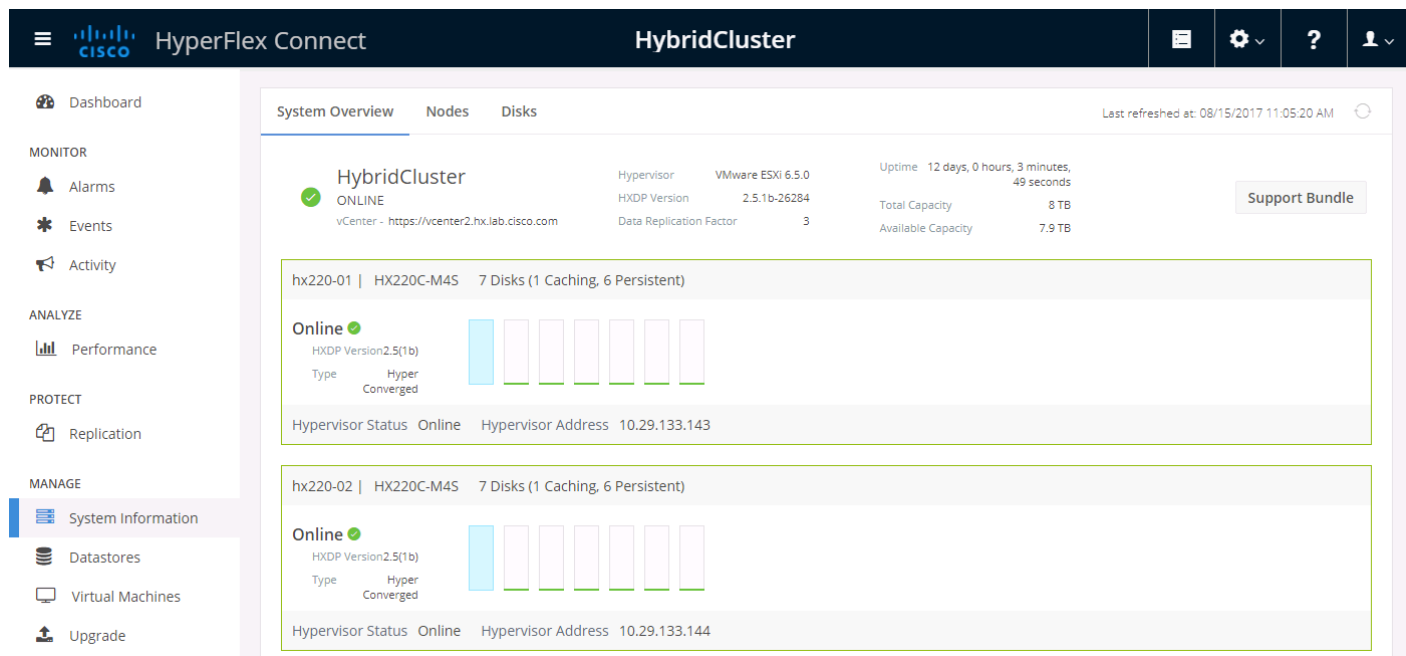 CISCO HyperFlex Connect
HybridCluster
?
Dashboard
MONITOR
Alarms
Events
Activity
ANALYZE
Performance
PROTECT
Replication
MANAGE
System Information
Datastores
Virtual Machines
Upgrade
System Overview Nodes Disks
Last refreshed at: 08/15/2017 11:05:20 AM
HybridCluster
ONLINE
vCenter - https://vcenter2.hx.lab.cisco.com
Hypervisor VMware ESXi 6.5.0
HXDP Version 2.5.1b-26284
Data Replication Factor 3
Uptime 12 days, 0 hours, 3 minutes,
49 seconds
Total Capacity 8 TB
Available Capacity 7.9 TB
Support Bundle
hx220-01 | HX220C-M4S 7 Disks (1 Caching, 6 Persistent)
Online
HXDP Version2.5(1b)
Type Hyper
Converged
Hypervisor Status Online Hypervisor Address 10.29.133.143
hx220-02 | HX220C-M4S 7 Disks (1 Caching, 6 Persistent)
Online
HXDP Version2.5(1b)
Type Hyper
Converged
Hypervisor Status Online Hypervisor Address 10.29.133.144